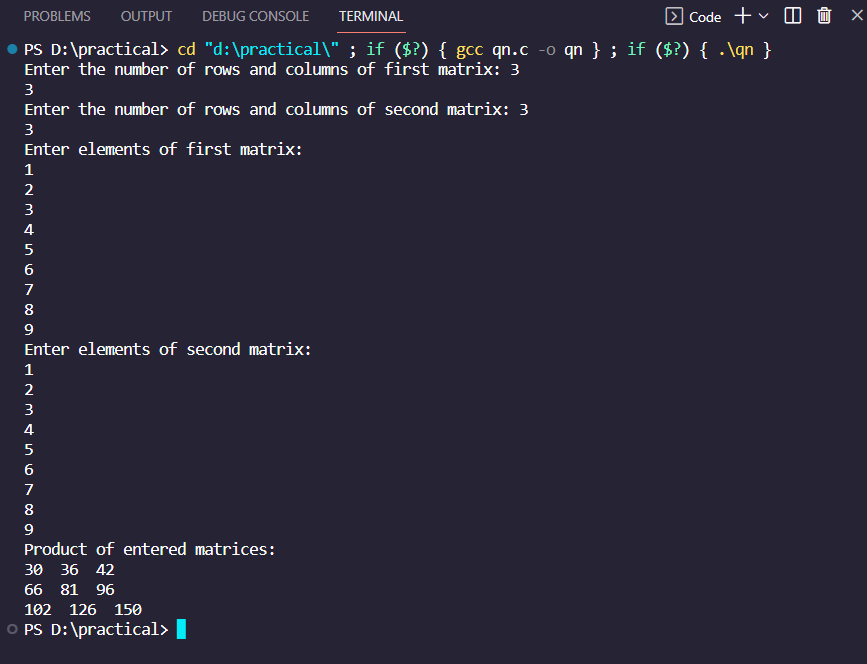 PROBLEMS OUTPUT DEBUG CONSOLE TERMINAL Code
PS D:\practical> cd "d:\practical\" ; if ($?) { gcc qn.c -o qn } ; if ($?) { .\qn }
Enter the number of rows and columns of first matrix: 3
3
Enter the number of rows and columns of second matrix: 3
3
Enter elements of first matrix:
1
2
3
4
5
6
7
8
9
Enter elements of second matrix:
1
2
3
4
5
6
7
8
9
Product of entered matrices:
30  36  42
66  81  96
102  126  150
PS D:\practical>